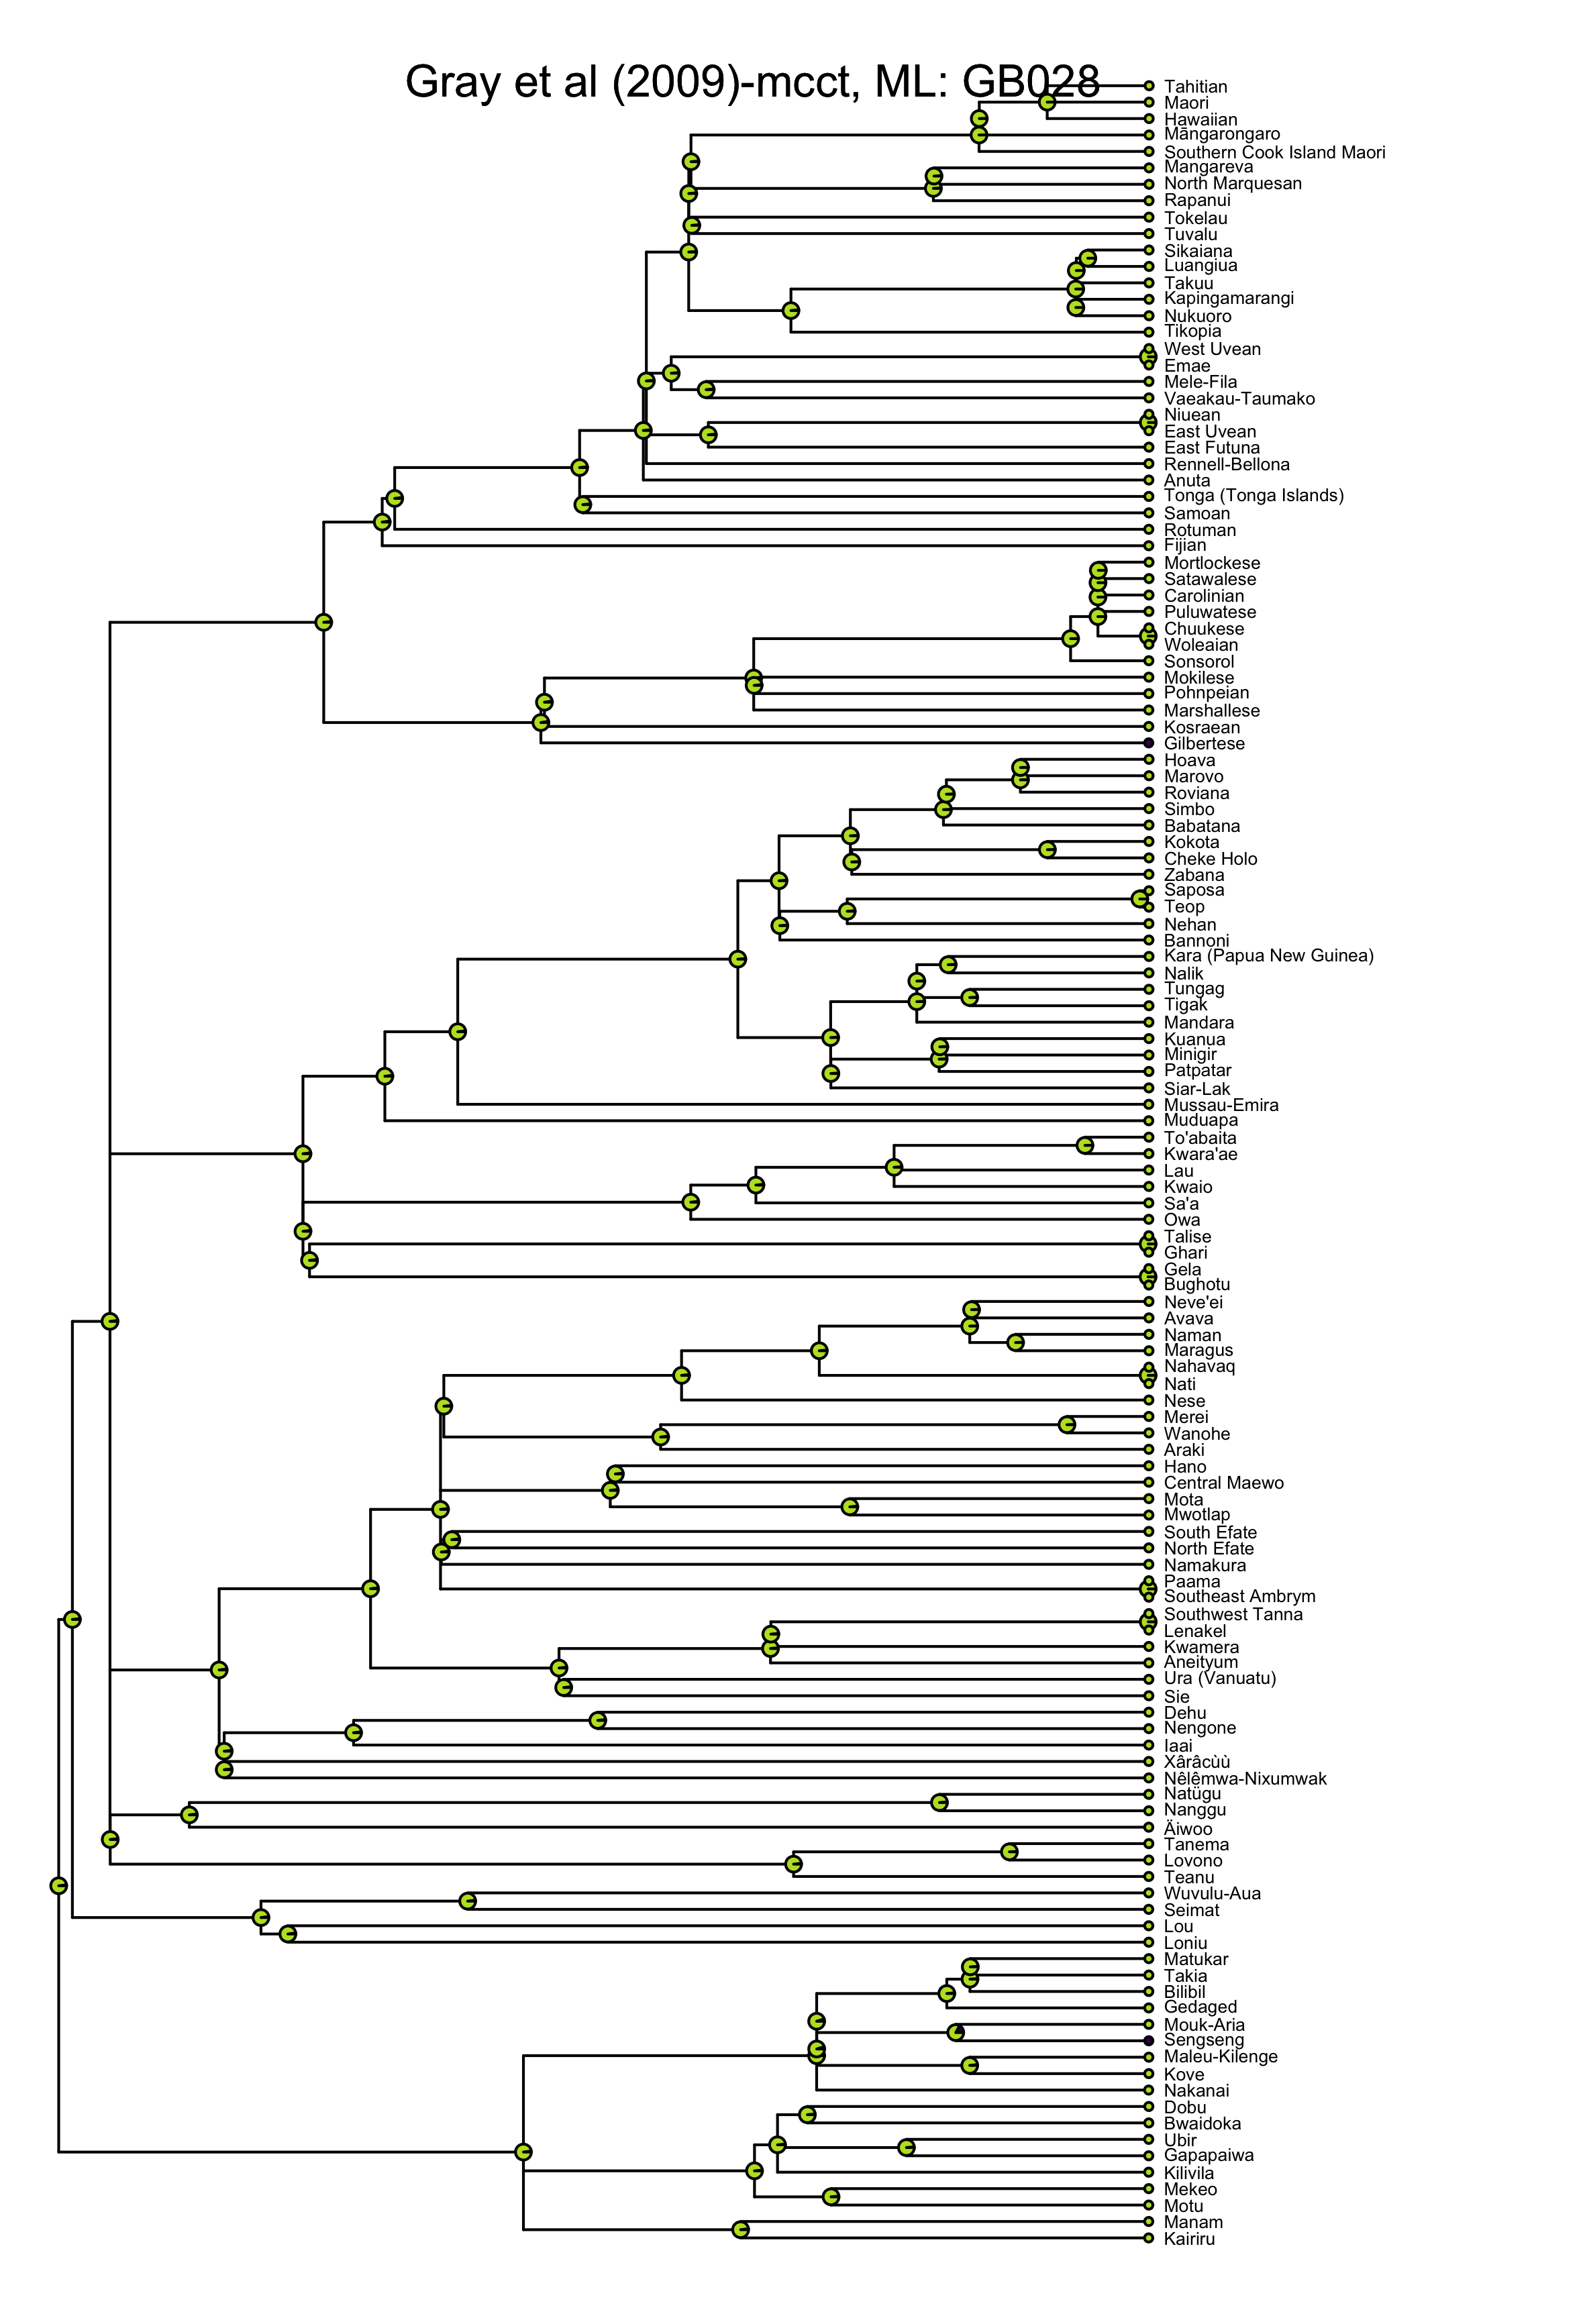 Gray et al (2009)-mcct, ML: GB028
Tahitian
Maori
Hawaiian
Māngarongaro
Southern Cook Island Maori
Mangareva
North Marquesan
Rapanui
Tokelau
Tuvalu
Sikaiana
Luangiua
Takuu
Kapingamarangi
Nukuoro
Tikopia
West Uvean
Emae
Mele-Fila
Vaeakau-Taumako
Niuean
East Uvean
East Futuna
Rennell-Bellona
Anuta
Tonga (Tonga Islands)
Samoan
Rotuman
Fijian
Mortlockese
Satawalese
Carolinian
Puluwatese
Chuukese
Woleaian
Sonsorol
Mokilese
Pohnpeian
Marshallese
Kosraean
Gilbertese
Hoava
Marovo
Roviana
Simbo
Babatana
Kokota
Cheke Holo
Zabana
Saposa
Teop
Nehan
Bannoni
Kara (Papua New Guinea)
Nalik
Tungag
Tigak
Mandara
Kuanua
Minigir
Patpatar
Siar-Lak
Mussau-Emira
Muduapa
To'abaita
Kwara'ae
Lau
Kwaio
Sa'a
Owa
Talise
Ghari
Gela
Bughotu
Neve'ei
Avava
Naman
Maragus
Nahavaq
Nati
Nese
Merei
Wanohe
Araki
Hano
Central Maewo
Mota
Mwotlap
South Efate
North Efate
Namakura
Paama
Southeast Ambrym
Southwest Tanna
Lenakel
Kwamera
Aneityum
Ura (Vanuatu)
Sie
Dehu
Nengone
Iaai
Xârâcùù
Nêlêmwa-Nixumwak
Natügu
Nanggu
Äiwoo
Tanema
Lovono
Teanu
Wuvulu-Aua
Seimat
Lou
Loniu
Matukar
Takia
Bilibil
Gedaged
Mouk-Aria
Sengseng
Maleu-Kilenge
Kove
Nakanai
Dobu
Bwaidoka
Ubir
Gapapaiwa
Kilivila
Mekeo
Motu
Manam
Kairiru